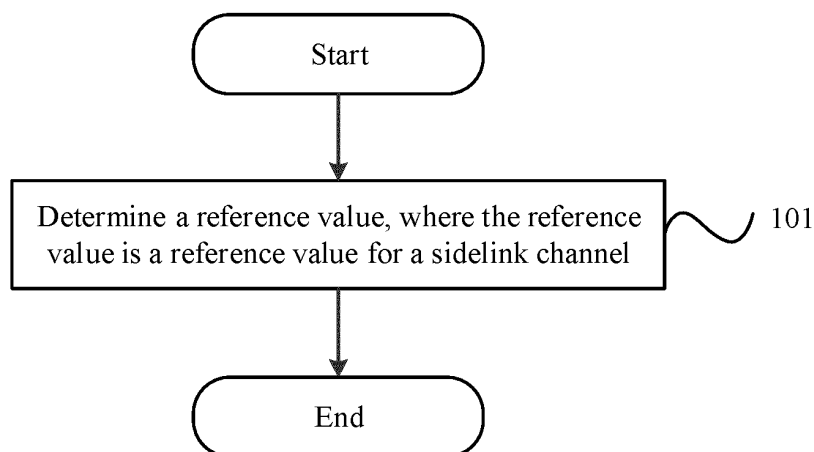 Start
Determine a reference value, where the reference
value is a reference value for a sidelink channel
101
End